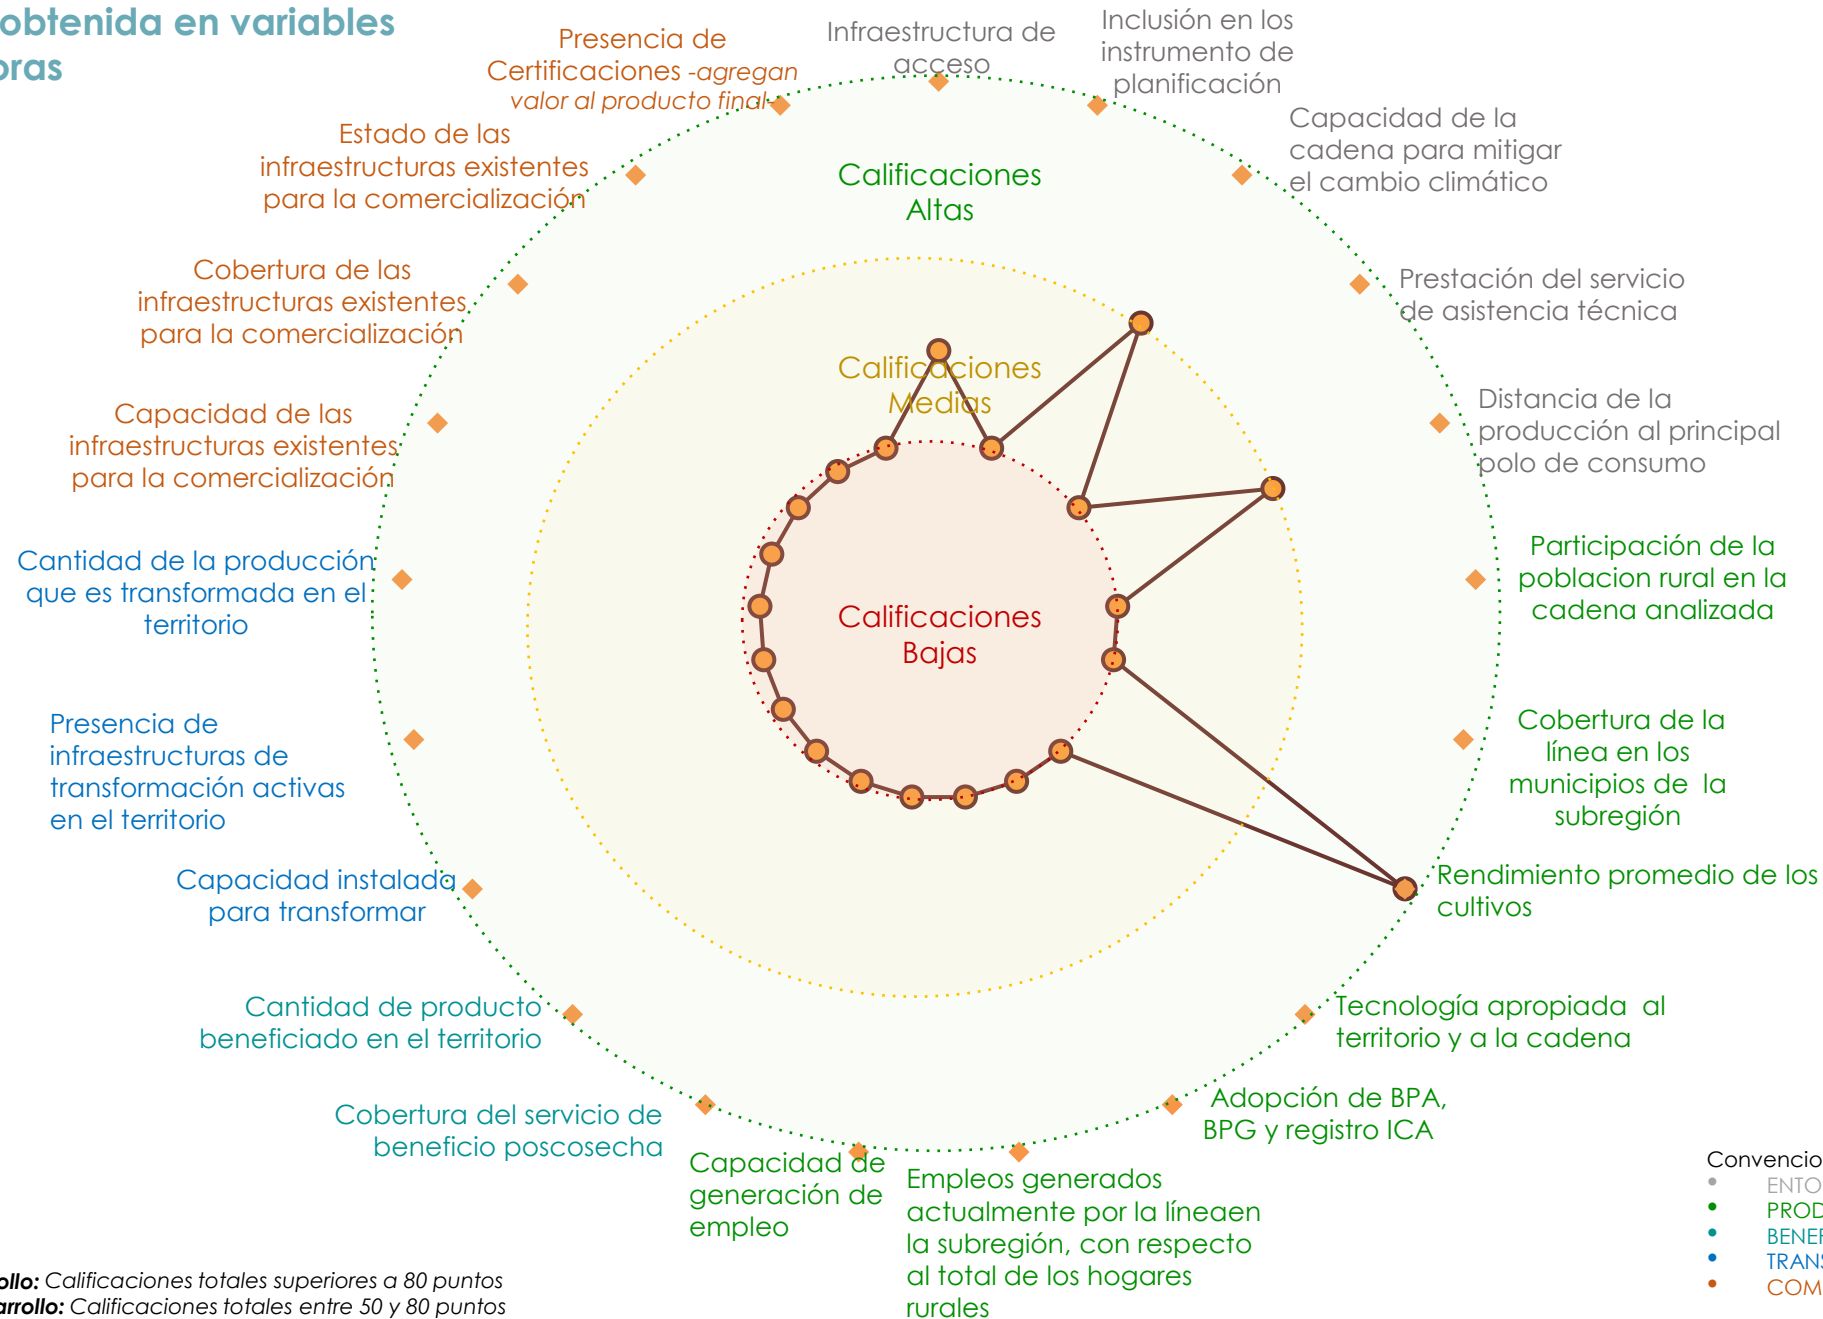 obtenida en variables
Presencia de
Certificaciones -agregan
valor al producto final-
Infraestructura de
acceso
Inclusión en los
instrumento de
planificación
Capacidad de la
cadena para mitigar
el cambio climático
Prestación del servicio
de asistencia técnica
Distancia de la
producción al principal
polo de consumo
Participación de la
poblacion rural en la
cadena analizada
Cobertura de la
línea en los
municipios de la
subregión
Rendimiento promedio de los
cultivos
Tecnología apropiada al
territorio y a la cadena
Adopción de BPA,
BPG y registro ICA
Empleos generados
actualmente por la líneaen
la subregión, con respecto
al total de los hogares
rurales
Capacidad de
generación de
empleo
Cobertura del servicio de
beneficio poscosecha
Cantidad de producto
beneficiado en el territorio
Capacidad instalada
para transformar
Presencia de
infraestructuras de
transformación activas
en el territorio
Cantidad de la producción
que es transformada en el
territorio
Capacidad de las
infraestructuras existentes
para la comercialización
Cobertura de las
infraestructuras existentes
para la comercialización
Estado de las
infraestructuras existentes
para la comercialización
Calificaciones
Altas
Calificaciones
Medias
Calificaciones
Bajas
ollo: Calificaciones totales superiores a 80 puntos
arrollo: Calificaciones totales entre 50 y 80 puntos
Convencio
ENTO
PROD
BENEF
TRANS
COM